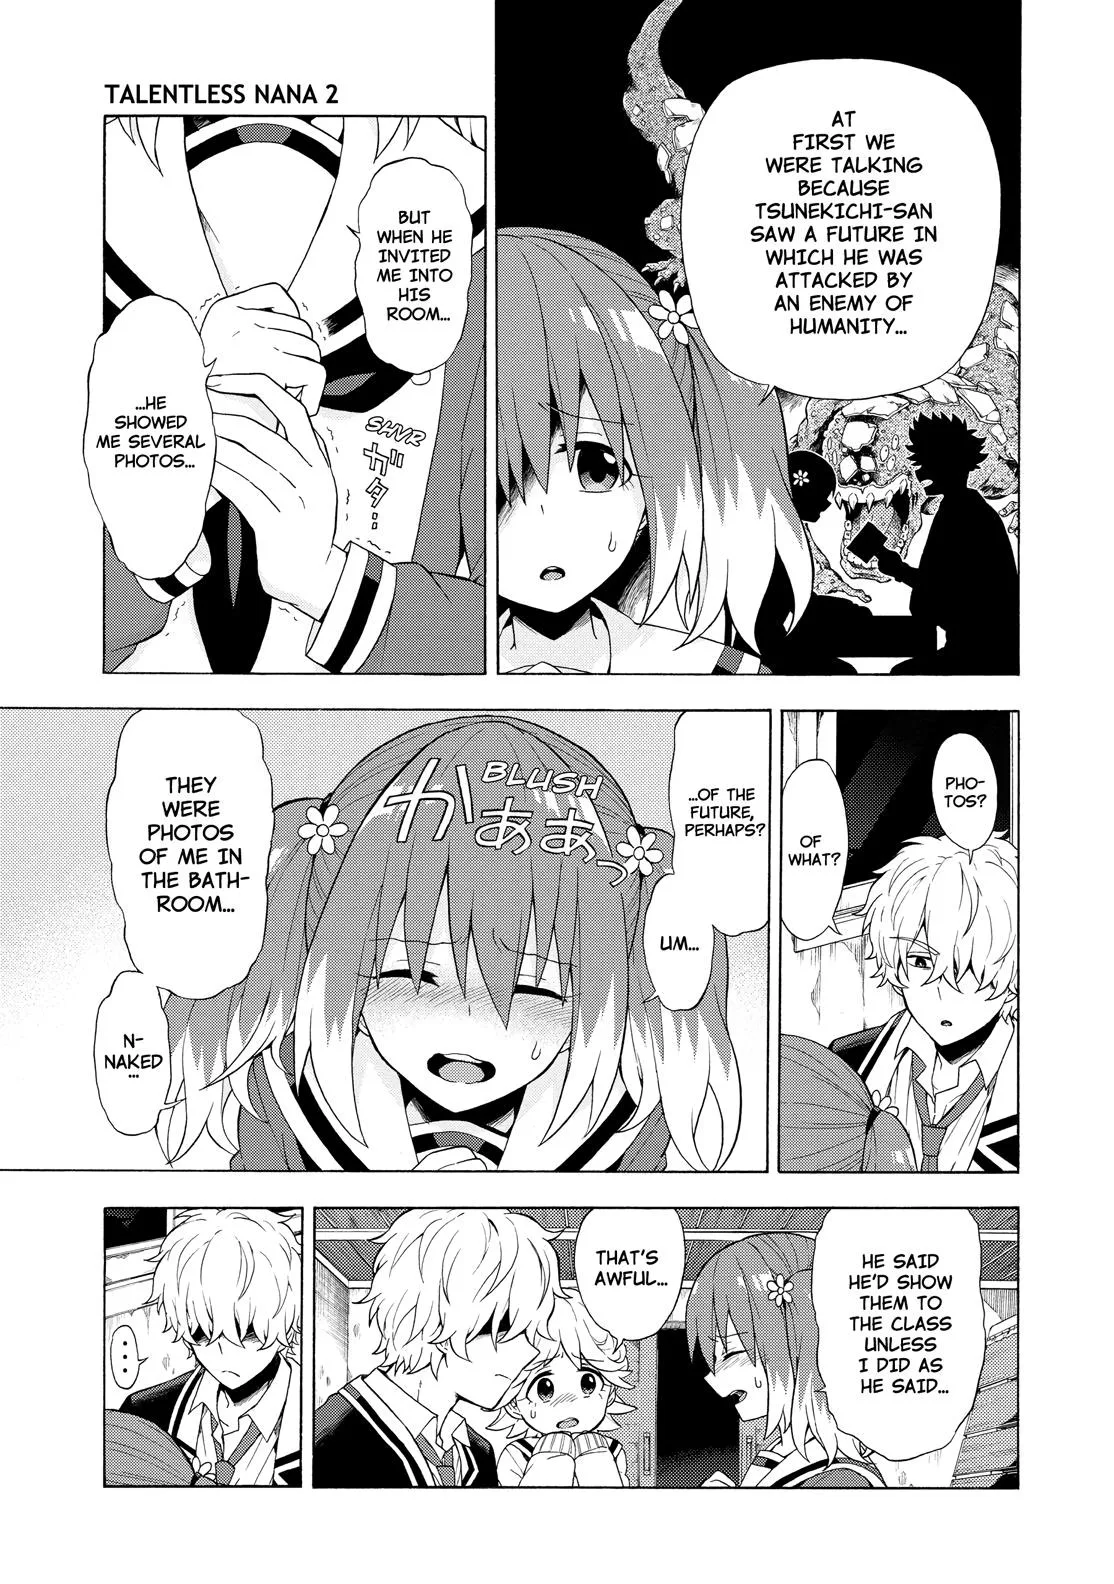 TALENTLESS NANA 2
AT
FIRST WE
WERE TALKING
BECAUSE
TSUNEKICHI-SAN
SAW A FUTURE IN
WHICH HE WAS
ATTACKED BY
AN ENEMY OF
HUMANITY...
BUT
WHEN HE
INVITED
ME INTO
HIS
ROOM...
...HE
SHOWED
ME SEVERAL
PHOTOS...
SHVR
ガタ‥
PHO-
TOS?
OF
WHAT?
...OF THE
FUTURE,
PERHAPS?
UM...
BLUSH
かあぁっ
THEY
WERE
PHOTOS
OF ME IN
THE BATH-
ROOM...
N-
NAKED
...
HE SAID
HE'D SHOW
THEM TO
THE CLASS
UNLESS
I DID AS
HE SAID...
THAT'S
AWFUL...
...